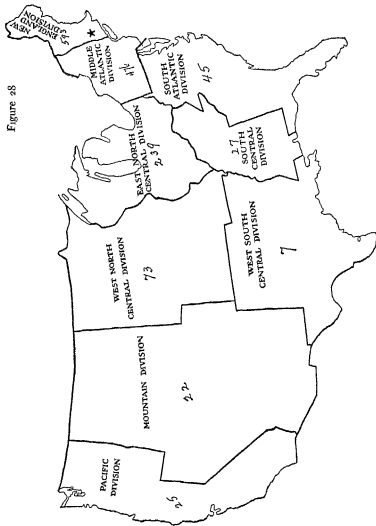 Figure 28
PACIFIC
DIVISION
25
MOUNTAIN DIVISION
22
WEST NORTH
CENTRAL DIVISION
73
WEST SOUTH
CENTRAL DIVISION
7
EAST NORTH
CENTRAL DIVISION
239
27
SOUTH
CENTRAL
DIVISION
SOUTH
ATLANTIC
DIVISION
45
MIDDLE
ATLANTIC
DIVISION
NEW
ENGLAND
DIVISION